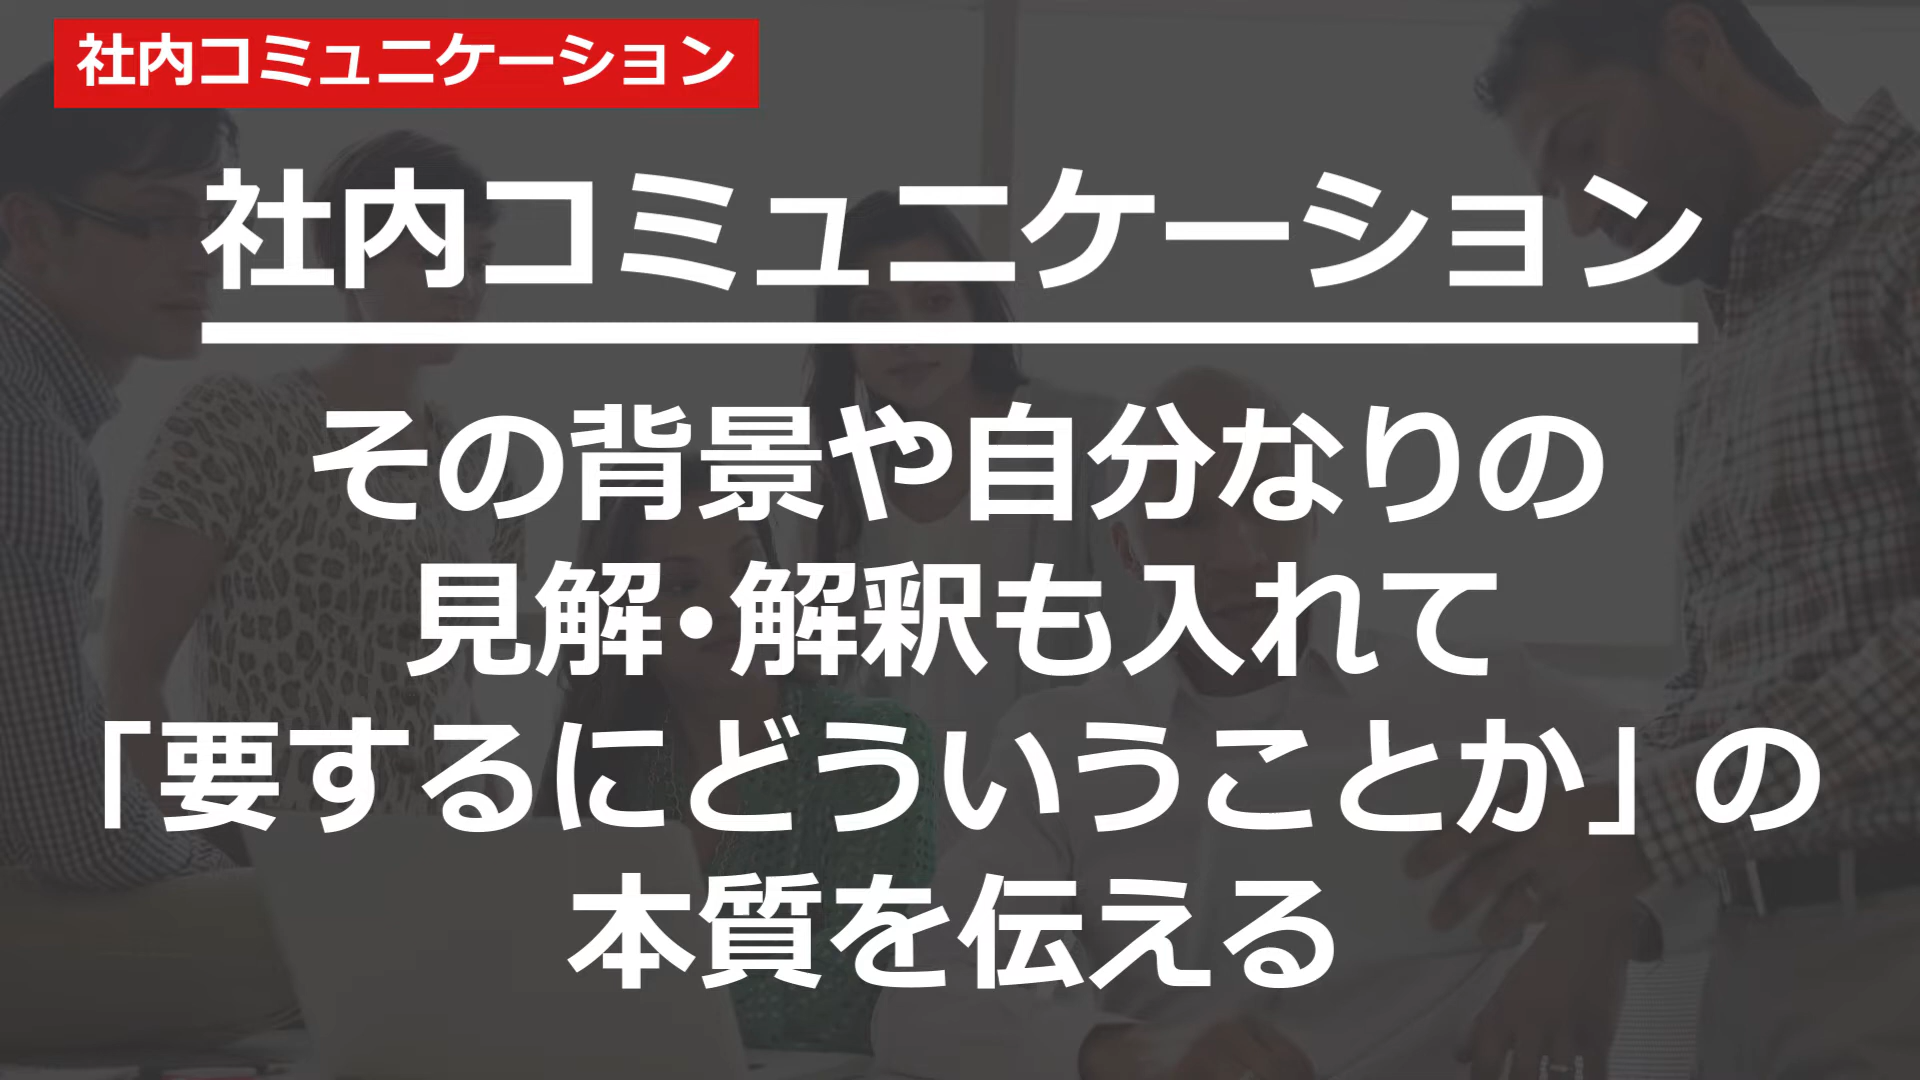 社内コミュニケーション
社内コミュニケーション
その背景や自分なりの
見解・解釈も入れて
「要するにどういうことか」の
本質を伝える